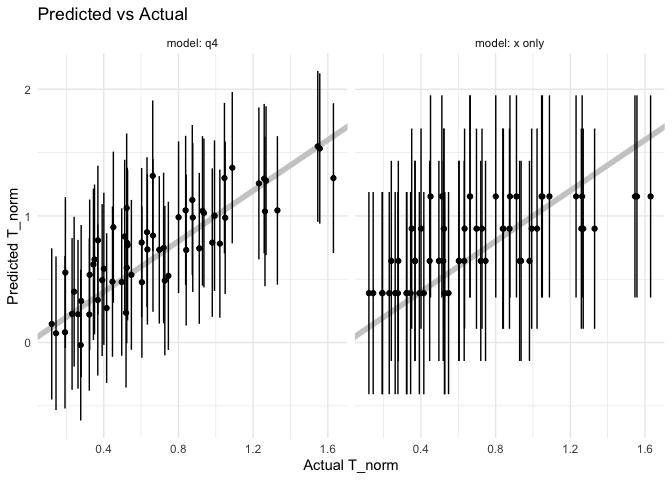 Predicted vs Actual
model: q4
model: x only
Predicted T_norm
2
1
0
0.4
0.8
1.2
1.6
0.4
0.8
1.2
1.6
Actual T_norm